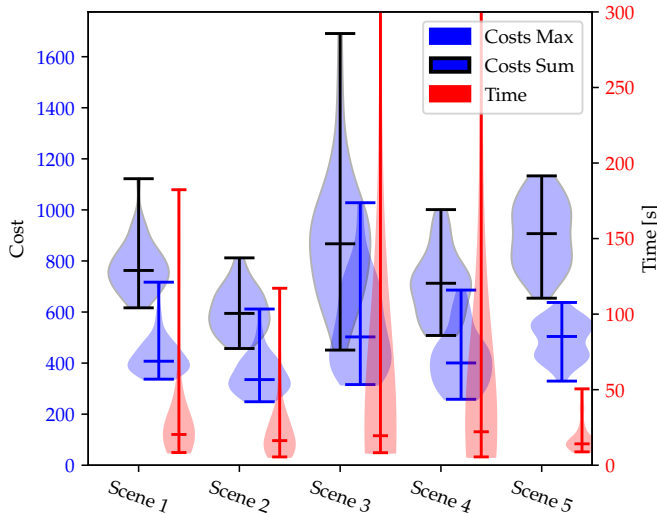 Costs Max
Costs Sum
Time
Cost
1600
1400
1200
1000
800
600
400
200
0
300
250
200
150
100
50
0
Time [s]
Scene 1
Scene 2
Scene 3
Scene 4
Scene 5